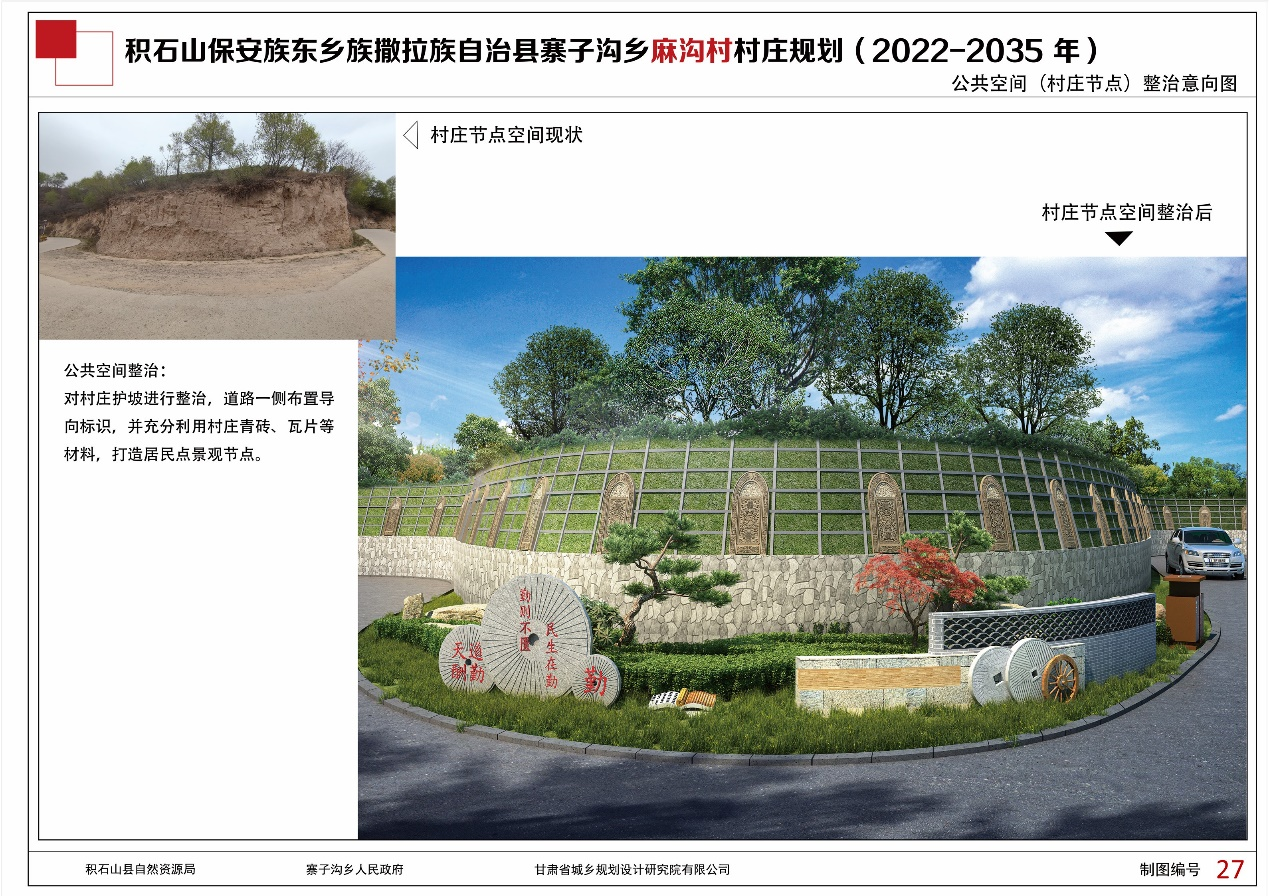 积石山保安族东乡族撒拉族自治县寨子沟乡麻沟村村庄规划（2022-2035 年）
公共空间（村庄节点）整治意向图
村庄节点空间现状
村庄节点空间整治后
公共空间整治：
对村庄护坡进行整治，道路一侧布置导
向标识，并充分利用村庄青砖、瓦片等
材料，打造居民点景观节点。
勤则不匮
民生在勤
天道
酬勤
勤
积石山县自然资源局
寨子沟乡人民政府
甘肃省城乡规划设计研究院有限公司
制图编号 27